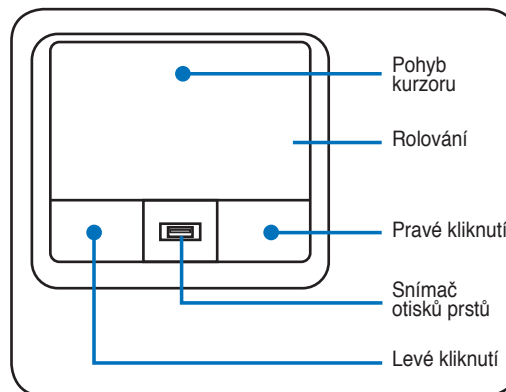 Pohyb
kurzoru
Rolování
Pravé kliknutí
Snímač
otisků prstů
Levé kliknutí